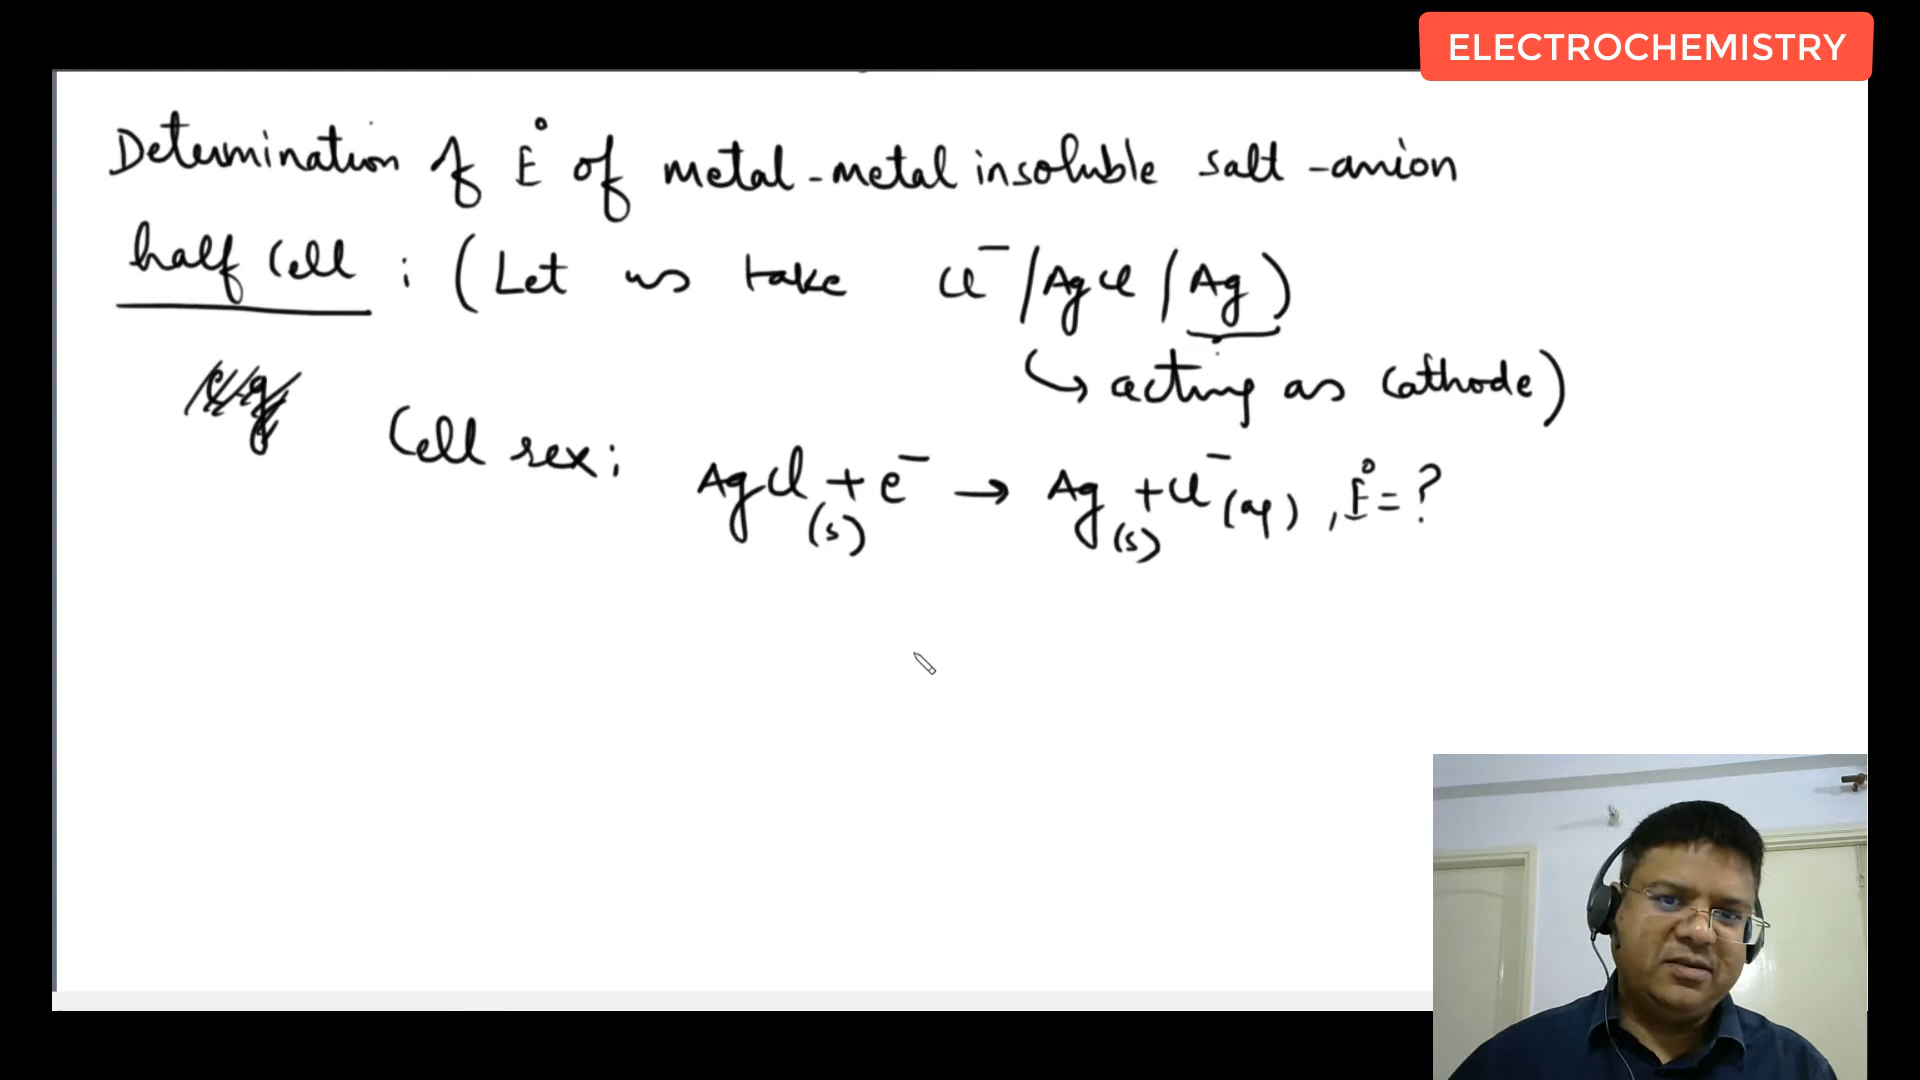 ELECTROCHEMISTRY
Determination of E° of metal-metal insoluble salt-anion
half cell : (Let us take Cl⁻/AgCl/Ag)
↳ acting as cathode)
Cell rex: AgCl(s) + e⁻ → Ag(s) + Cl⁻(aq), E° = ?